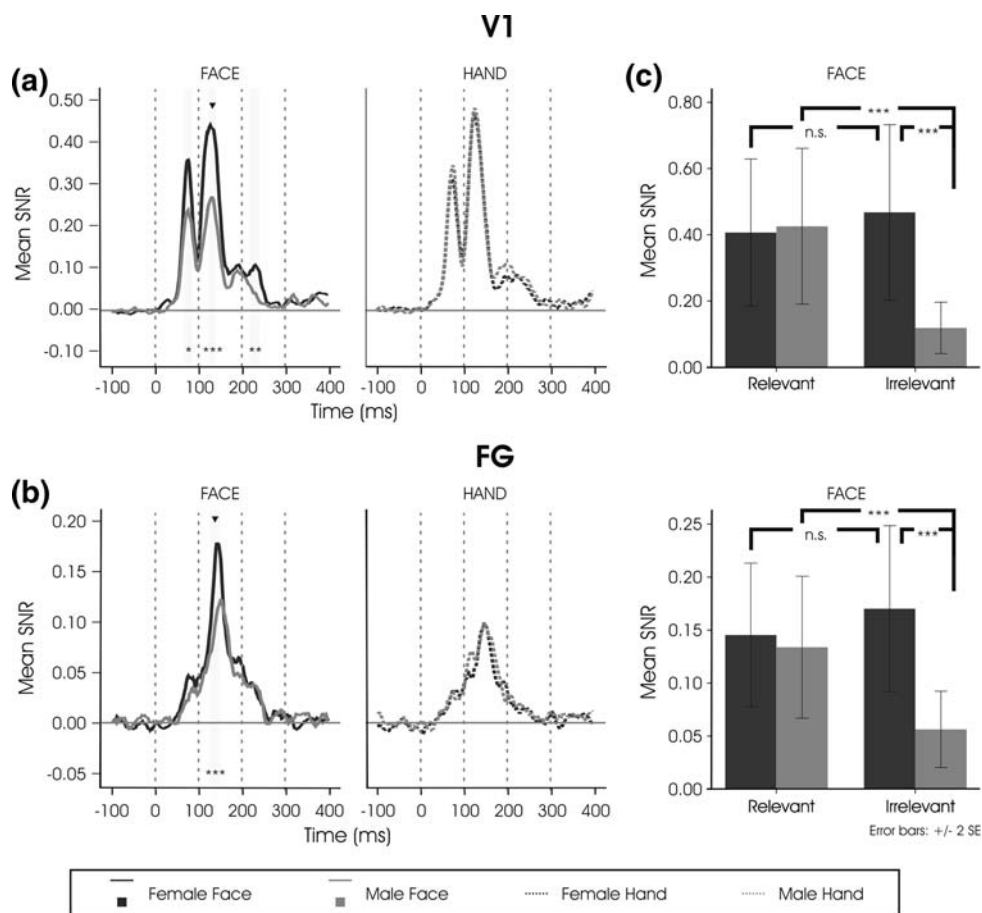 V1
(a)
FACE
HAND
(c)
FACE
Mean SNR
0.50
0.40
0.30
0.20
0.10
0.00
-0.10
* *** **
-100 0 100 200 300 400
-100 0 100 200 300 400
Time (ms)
Mean SNR
0.80
0.60
0.40
0.20
0.00
***
n.s.
***
Relevant Irrelevant
FG
(b)
FACE
HAND
FACE
Mean SNR
0.20
0.15
0.10
0.05
0.00
-0.05
***
-100 0 100 200 300 400
-100 0 100 200 300 400
Time (ms)
Mean SNR
0.25
0.20
0.15
0.10
0.05
0.00
***
n.s.
***
Relevant Irrelevant
Error bars: +/- 2 SE
Female Face Male Face Female Hand Male Hand